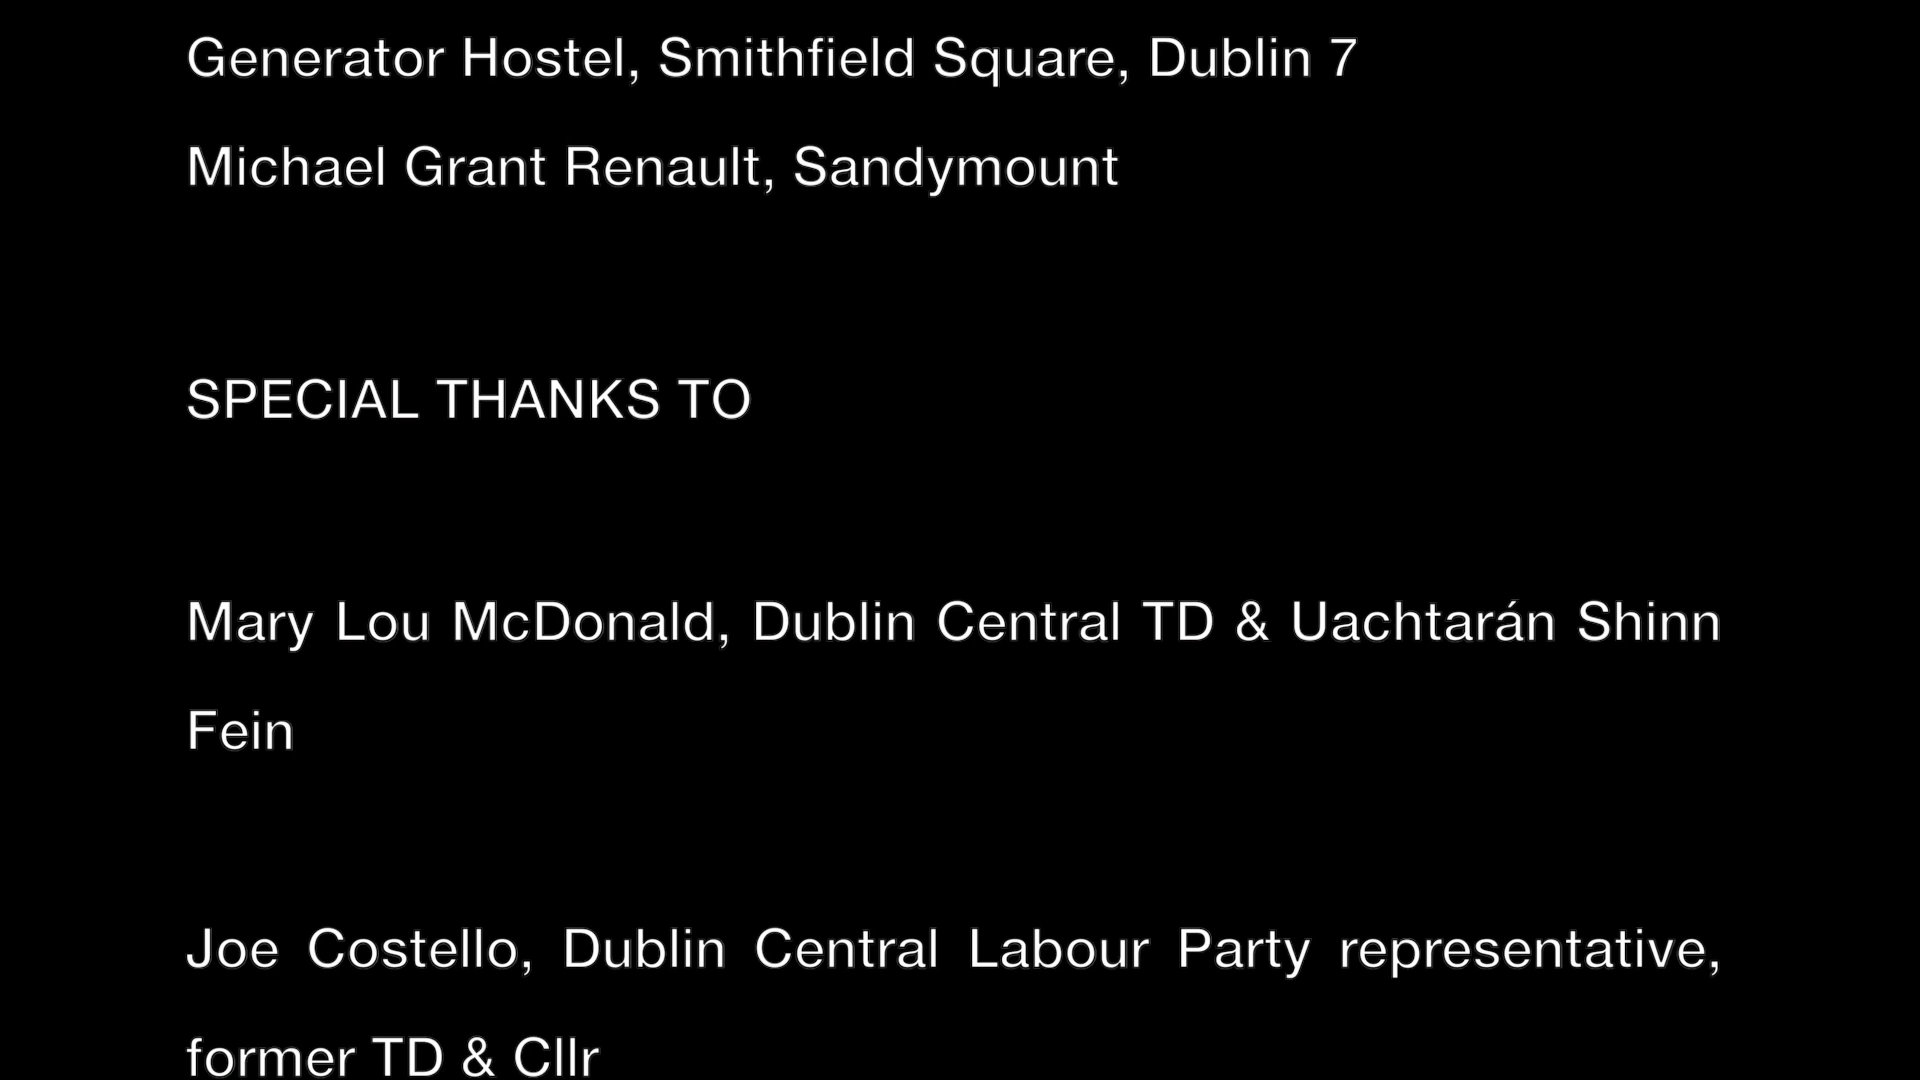 Generator Hostel, Smithfield Square, Dublin 7
Michael Grant Renault, Sandymount
SPECIAL THANKS TO
Mary Lou McDonald, Dublin Central TD & Uachtarán Shinn
Fein
Joe Costello, Dublin Central Labour Party representative,
former TD & Cllr